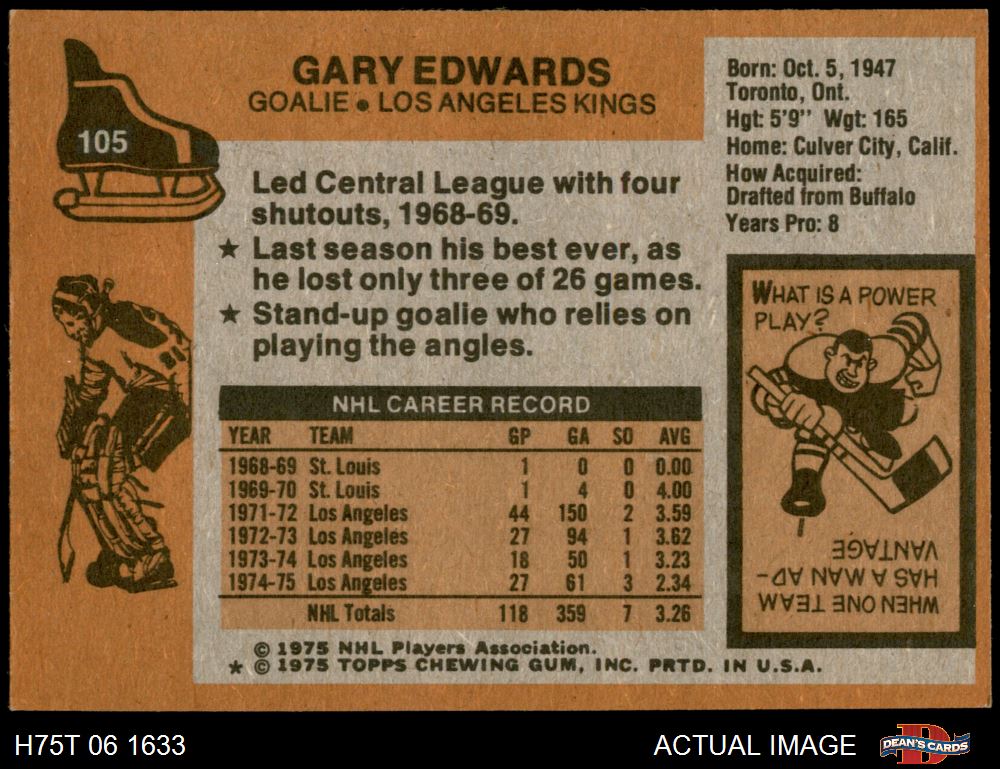 105
GARY EDWARDS
GOALIE • LOS ANGELES KINGS
Born: Oct. 5, 1947
Toronto, Ont.
Hgt: 5'9" Wgt: 165
Home: Culver City, Calif.
How Acquired:
Drafted from Buffalo
Years Pro: 8
Led Central League with four
shutouts, 1968-69.
★ Last season his best ever, as
he lost only three of 26 games.
★ Stand-up goalie who relies on
playing the angles.
NHL CAREER RECORD
YEAR TEAM GP GA SO AVG
1968-69 St. Louis 1 0 0 0.00
1969-70 St. Louis 1 4 0 4.00
1971-72 Los Angeles 44 150 2 3.59
1972-73 Los Angeles 27 94 1 3.62
1973-74 Los Angeles 18 50 1 3.23
1974-75 Los Angeles 27 61 3 2.34
NHL Totals 118 359 7 3.26
WHAT IS A POWER
PLAY?
WHEN ONE TEAM
HAS A MAN AD-
VANTAGE
© 1975 NHL Players Association.
* © 1975 TOPPS CHEWING GUM, INC. PRTD. IN U.S.A.
H75T 06 1633
ACTUAL IMAGE
DEAN'S CARDS